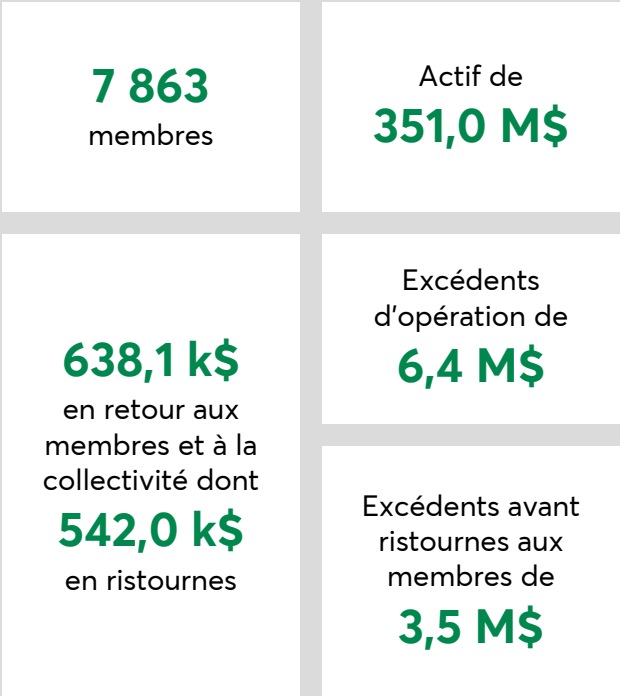 7 863
membres
Actif de
351,0 M$
638,1 k$
en retour aux
membres et à la
collectivité dont
542,0 k$
en ristournes
Excédents
d'opération de
6,4 M$
Excédents avant
ristournes aux
membres de
3,5 M$